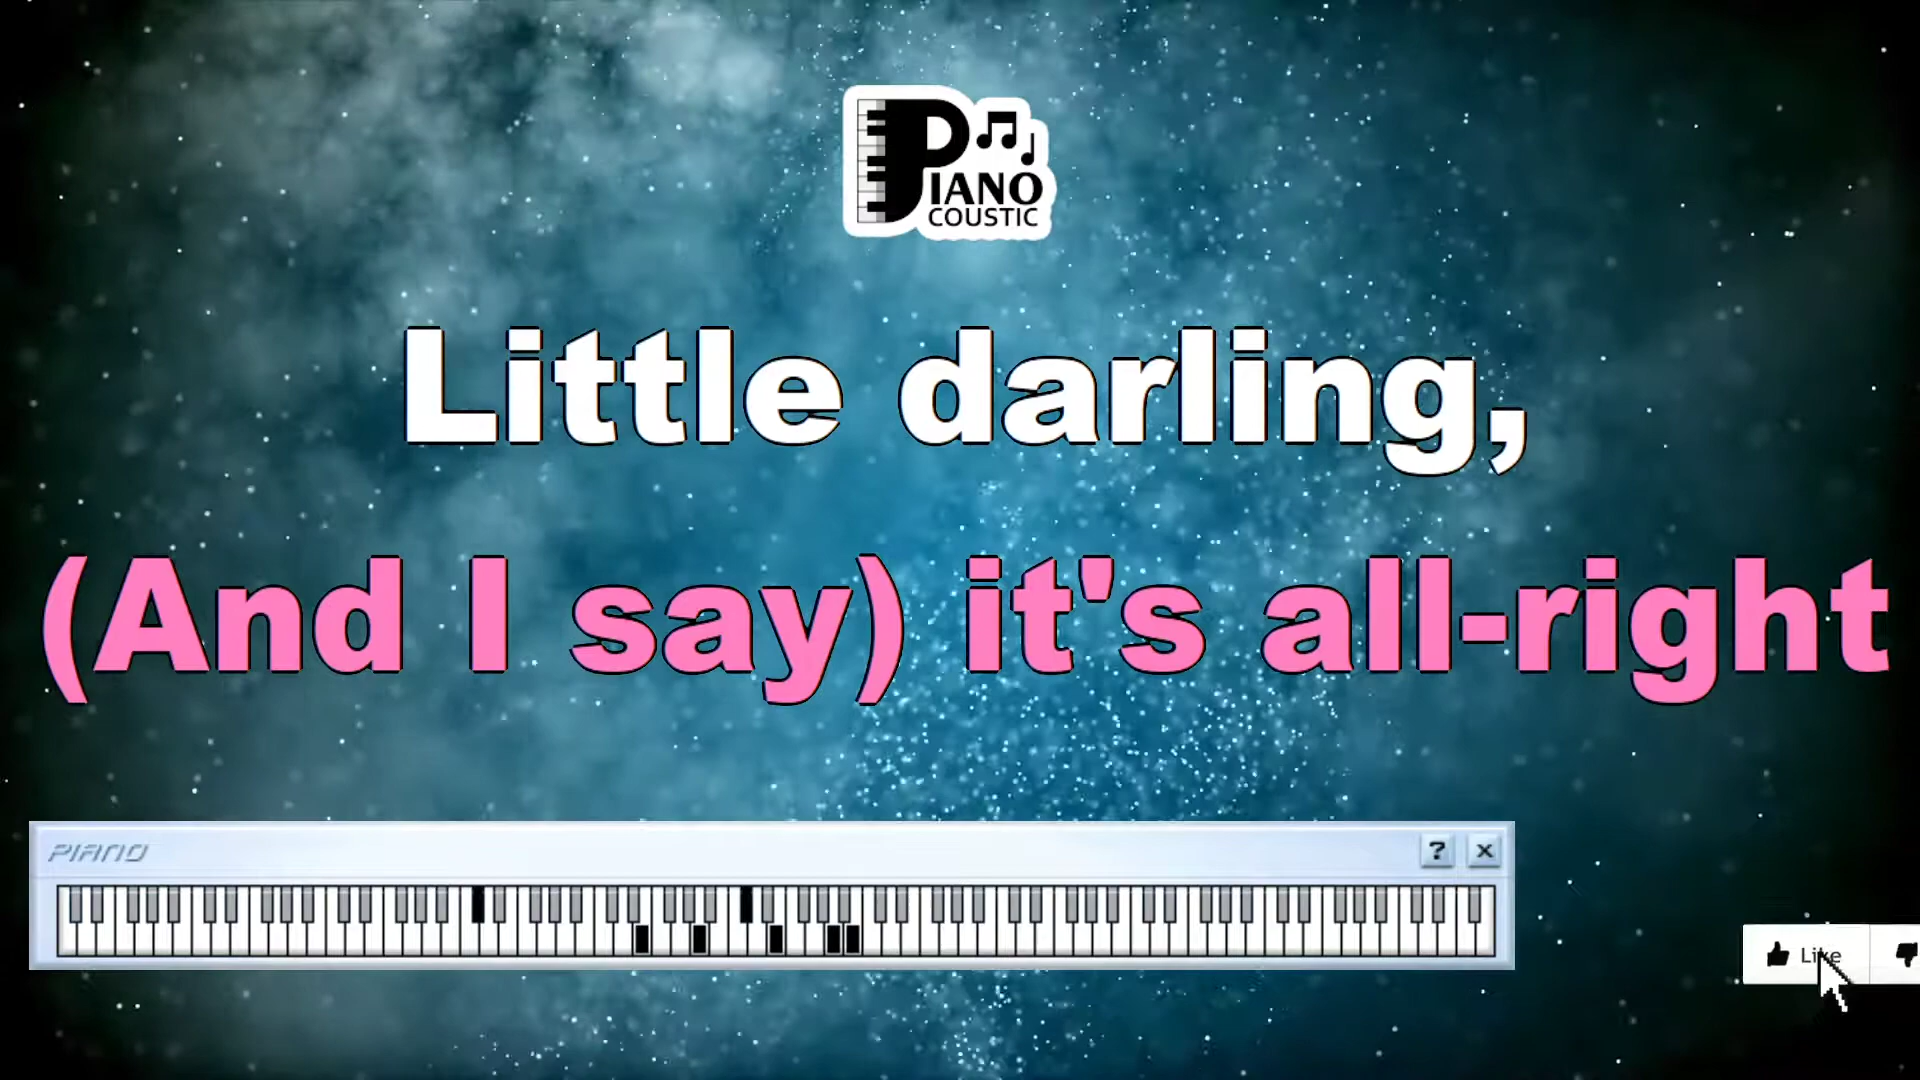 PIANO
COUSTIC
Little darling,
(And I say) it's all-right
PIANO
?
x
Like